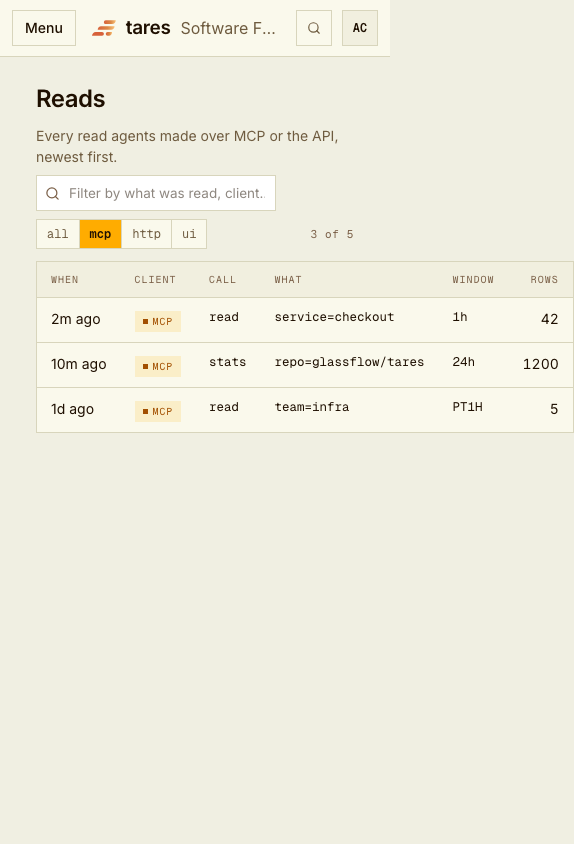 Menu tares Software F... AC
Reads
Every read agents made over MCP or the API,
newest first.
Filter by what was read, client.
all mcp http ui 3 of 5
WHEN CLIENT CALL WHAT WINDOW ROWS
2m ago MCP read service=checkout 1h 42
10m ago MCP stats repo=glassflow/tares 24h 1200
1d ago MCP read team=infra PT1H 5